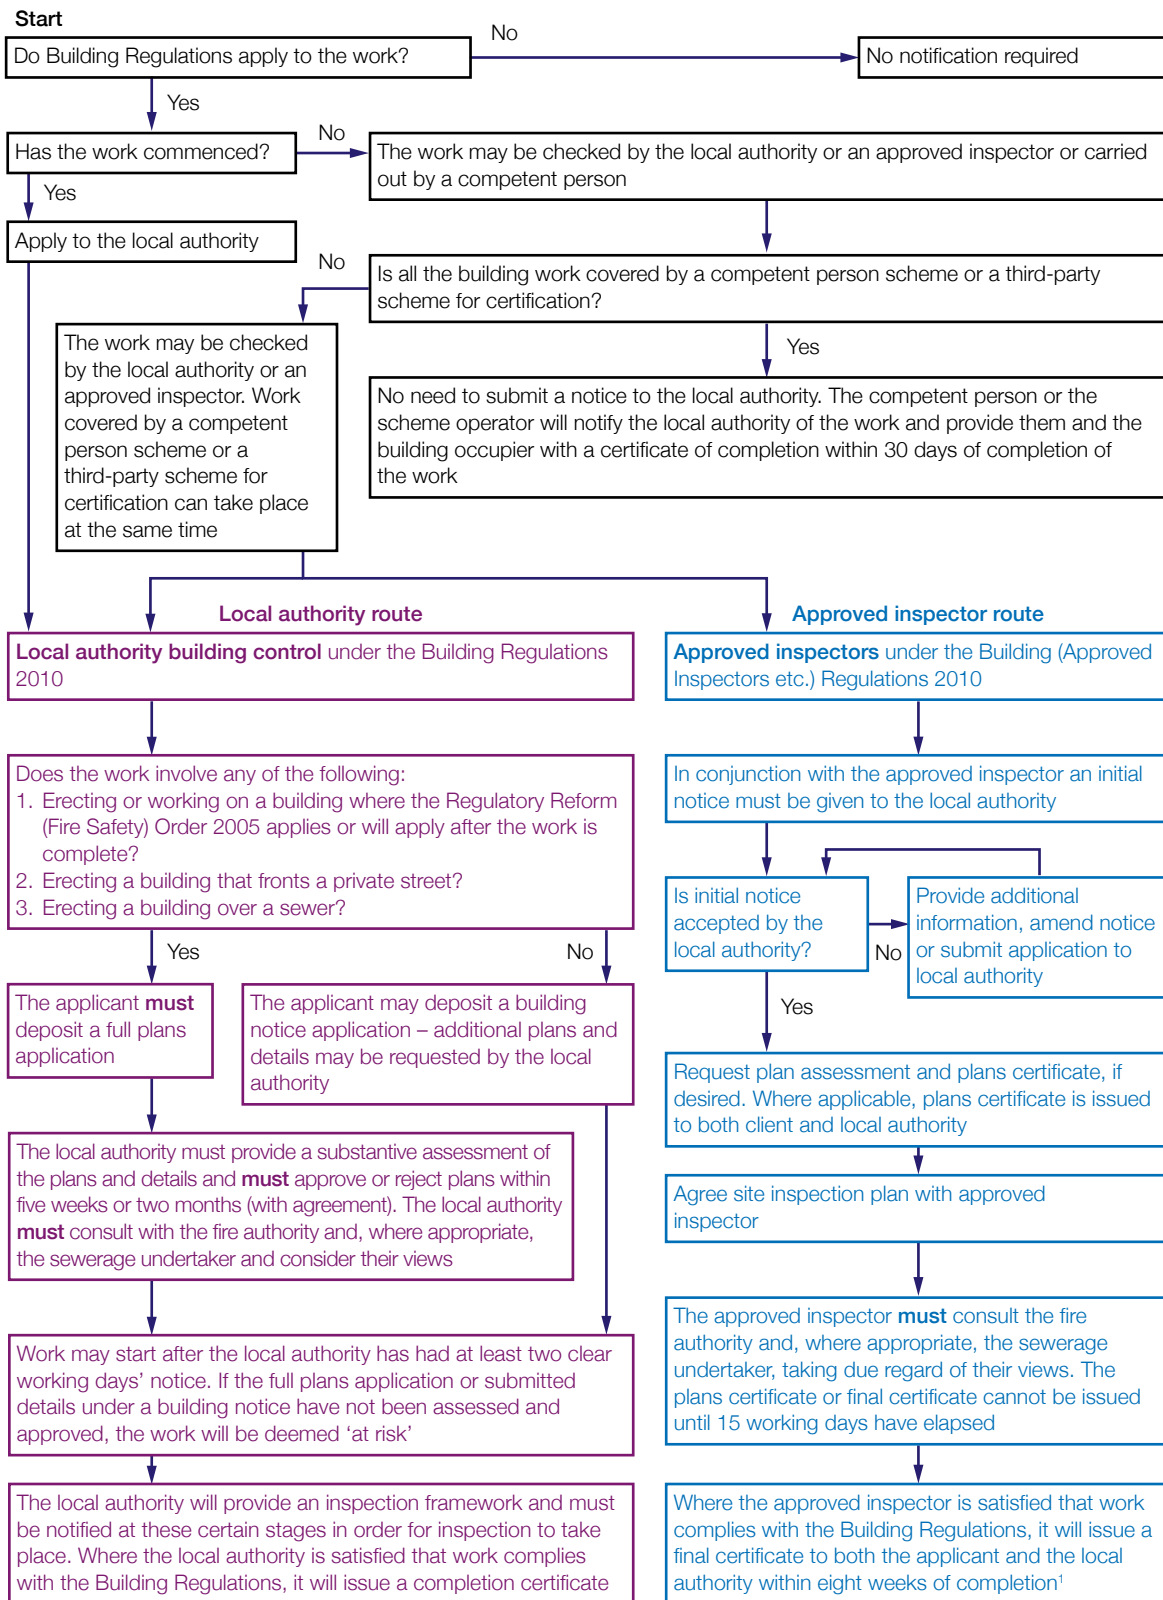 Start
Do Building Regulations apply to the work?
No
No notification required
Yes
Has the work commenced?
No
The work may be checked by the local authority or an approved inspector or carried
out by a competent person
Yes
Apply to the local authority
No
Is all the building work covered by a competent person scheme or a third-party
scheme for certification?
The work may be checked
by the local authority or an
approved inspector. Work
covered by a competent
person scheme or a
third-party scheme for
certification can take place
at the same time
Yes
No need to submit a notice to the local authority. The competent person or the
scheme operator will notify the local authority of the work and provide them and the
building occupier with a certificate of completion within 30 days of completion of
the work
Local authority route
Local authority building control under the Building Regulations
2010
Does the work involve any of the following:
1. Erecting or working on a building where the Regulatory Reform
(Fire Safety) Order 2005 applies or will apply after the work is
complete?
2. Erecting a building that fronts a private street?
3. Erecting a building over a sewer?
Yes
No
The applicant must
deposit a full plans
application
The applicant may deposit a building
notice application – additional plans and
details may be requested by the local
authority
The local authority must provide a substantive assessment of
the plans and details and must approve or reject plans within
five weeks or two months (with agreement). The local authority
must consult with the fire authority and, where appropriate,
the sewerage undertaker and consider their views
Work may start after the local authority has had at least two clear
working days’ notice. If the full plans application or submitted
details under a building notice have not been assessed and
approved, the work will be deemed ‘at risk’
The local authority will provide an inspection framework and must
be notified at these certain stages in order for inspection to take
place. Where the local authority is satisfied that work complies
with the Building Regulations, it will issue a completion certificate
Approved inspector route
Approved inspectors under the Building (Approved
Inspectors etc.) Regulations 2010
In conjunction with the approved inspector an initial
notice must be given to the local authority
Is initial notice
accepted by the
local authority?
No
Provide additional
information, amend notice
or submit application to
local authority
Yes
Request plan assessment and plans certificate, if
desired. Where applicable, plans certificate is issued
to both client and local authority
Agree site inspection plan with approved
inspector
The approved inspector must consult the fire
authority and, where appropriate, the sewerage
undertaker, taking due regard of their views. The
plans certificate or final certificate cannot be issued
until 15 working days have elapsed
Where the approved inspector is satisfied that work
complies with the Building Regulations, it will issue a
final certificate to both the applicant and the local
authority within eight weeks of completion¹